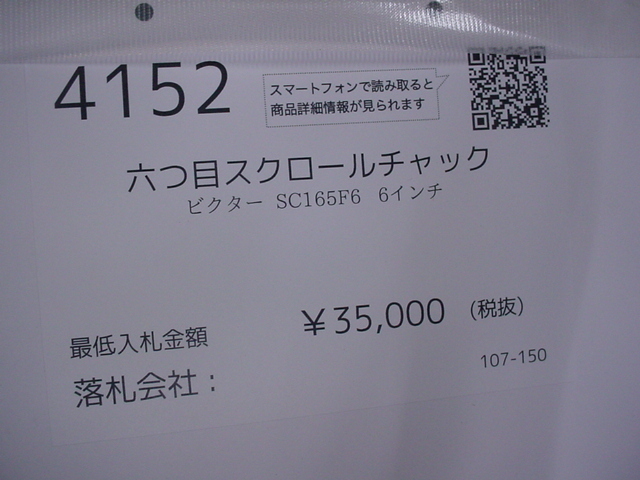 4152
スマートフォンで読み取ると
商品詳細情報が見られます
六つ目スクロールチャック
ビクター SC165F6 6インチ
最低入札金額 ￥35,000 (税抜)
落札会社：
107-150